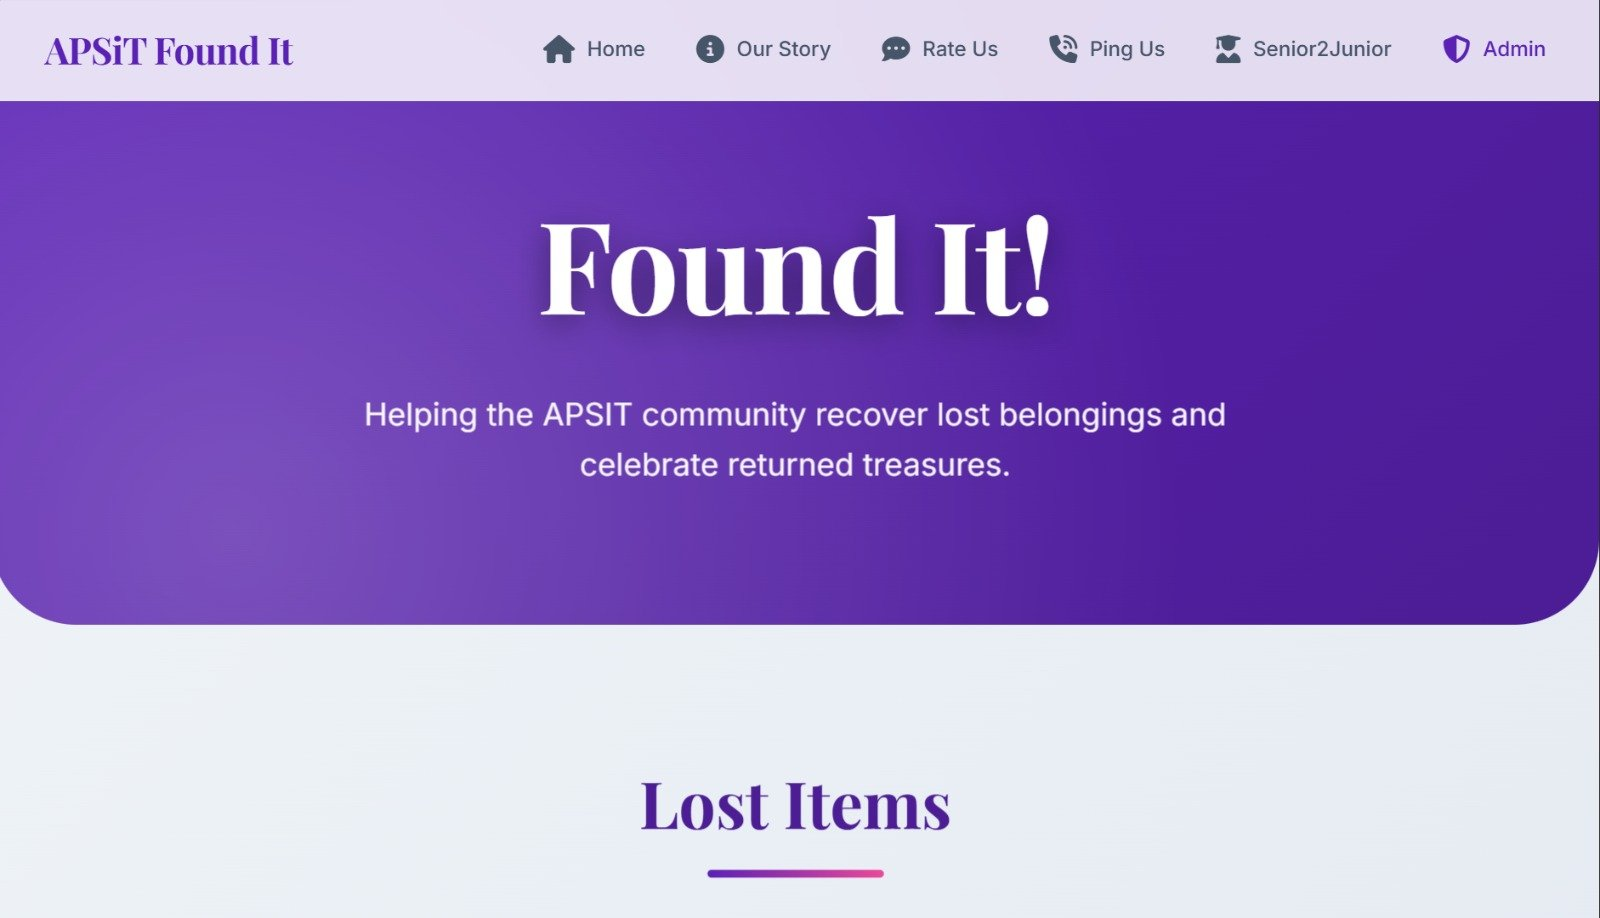 APSiT Found It
Home
Our Story
Rate Us
Ping Us
Senior2Junior
Admin
Found It!
Helping the APSIT community recover lost belongings and
celebrate returned treasures.
Lost Items